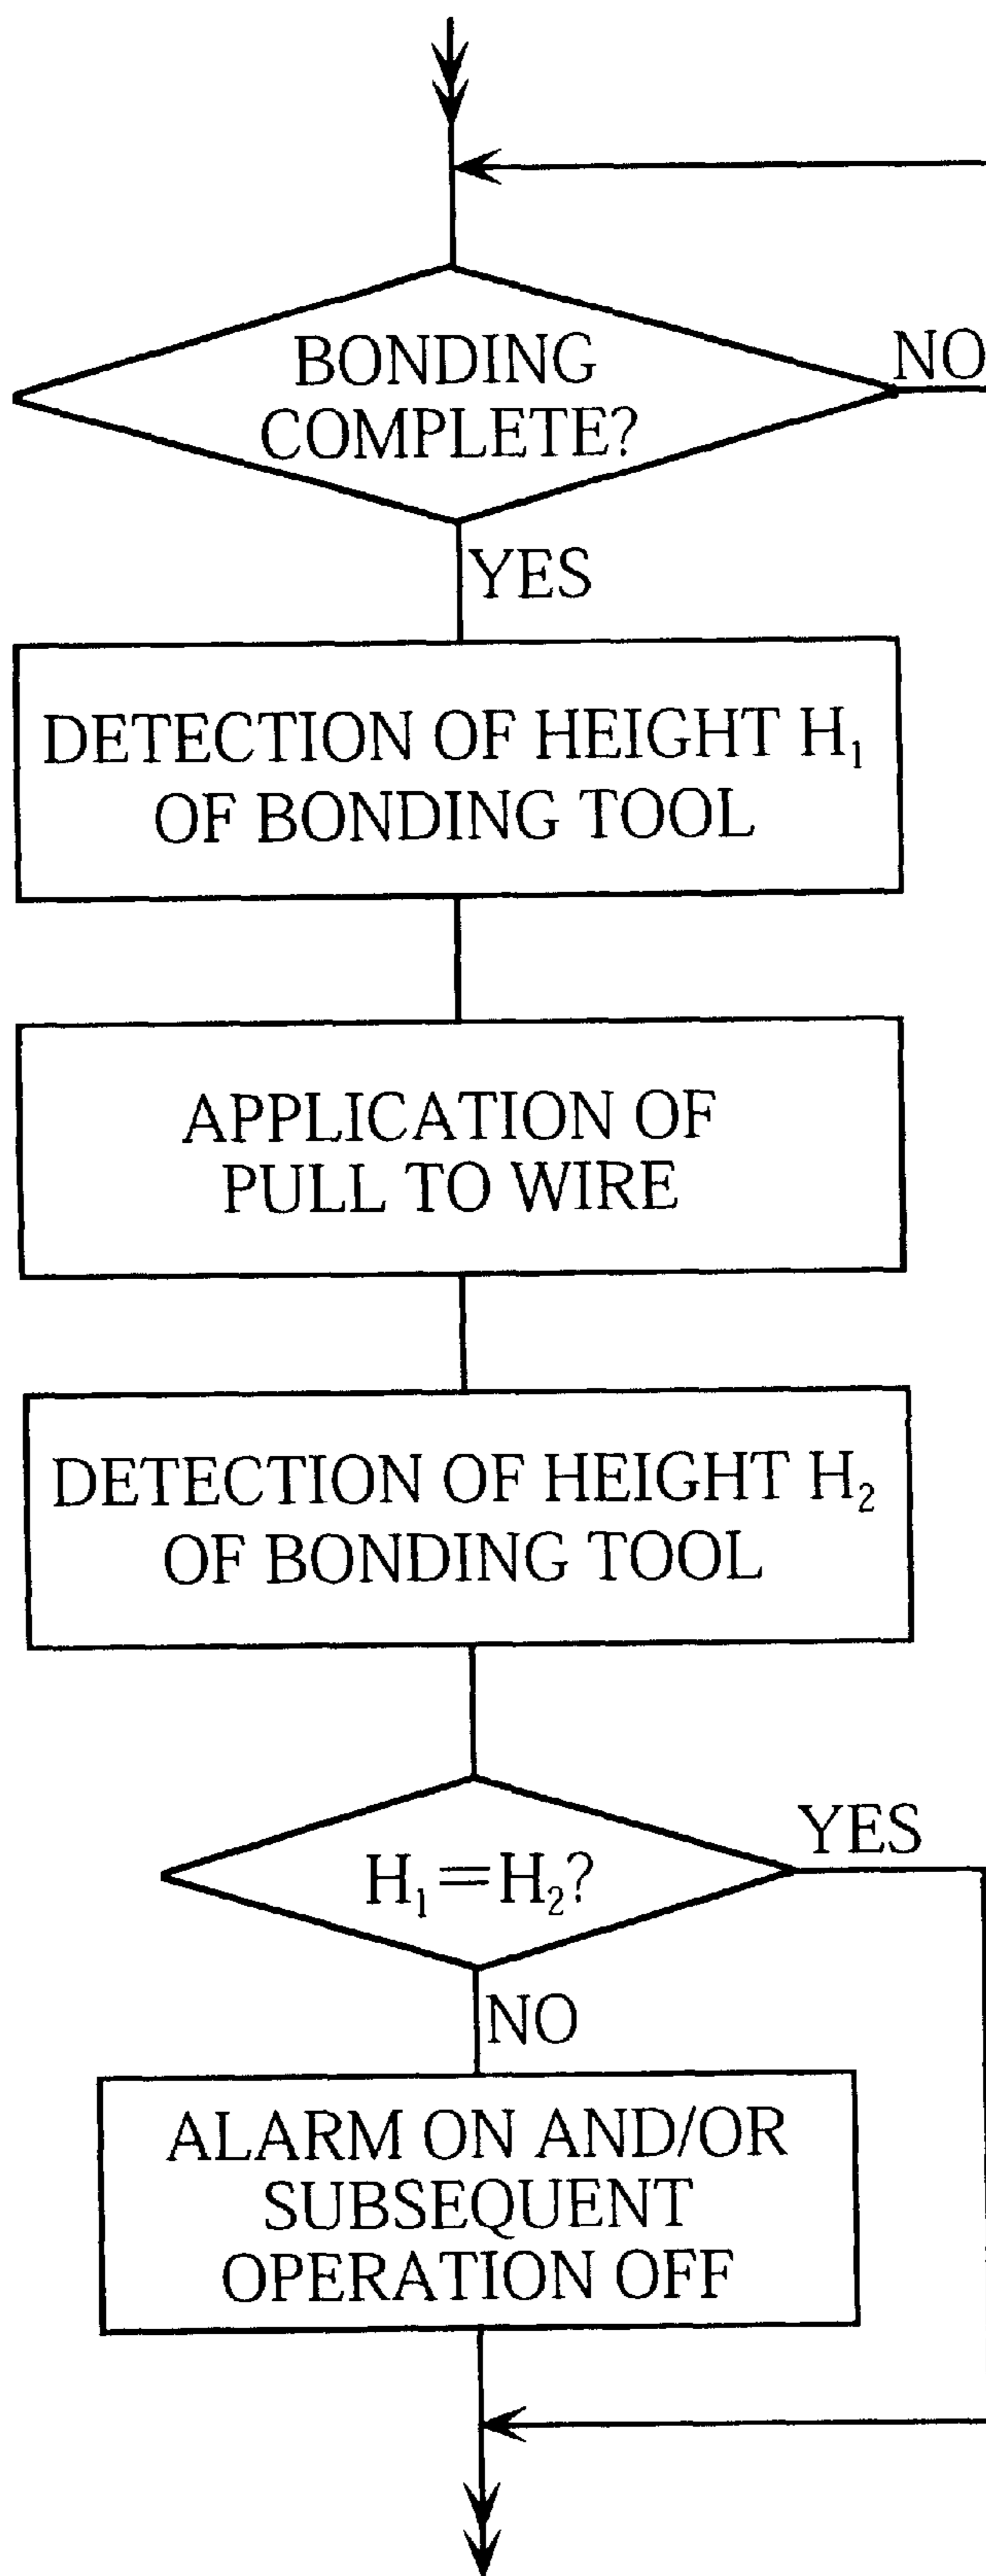 BONDING
COMPLETE?
NO
YES
DETECTION OF HEIGHT H₁
OF BONDING TOOL
APPLICATION OF
PULL TO WIRE
DETECTION OF HEIGHT H₂
OF BONDING TOOL
H₁=H₂?
YES
NO
ALARM ON AND/OR
SUBSEQUENT
OPERATION OFF